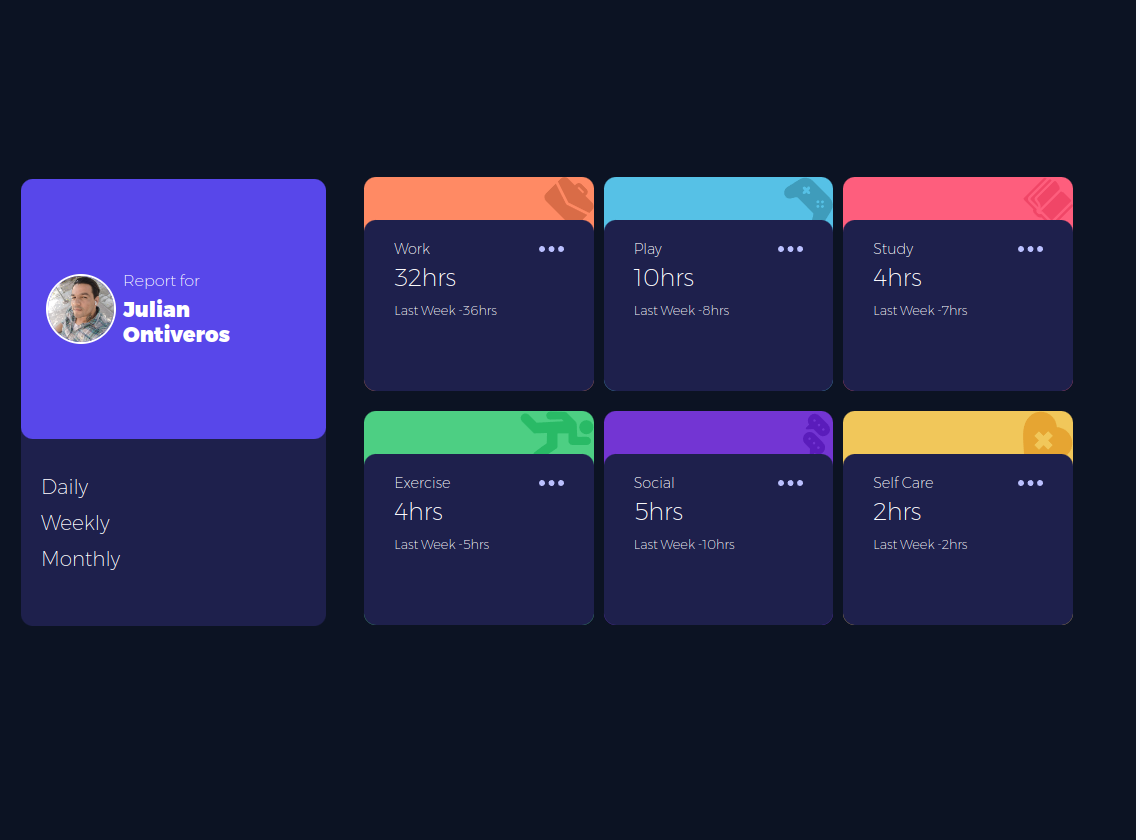 Report for
Julian
Ontiveros
Daily
Weekly
Monthly
Work
32hrs
Last Week -36hrs
Play
10hrs
Last Week -8hrs
Study
4hrs
Last Week -7hrs
Exercise
4hrs
Last Week -5hrs
Social
5hrs
Last Week -10hrs
Self Care
2hrs
Last Week -2hrs